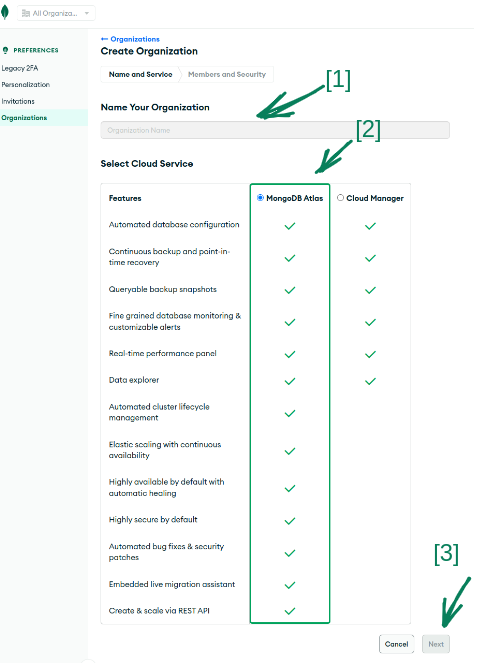 All Organiza...
PREFERENCES
Legacy 2FA
Personalization
Invitations
Organizations
← Organizations
Create Organization
Name and Service
Members and Security
[1]
Name Your Organization
Organization Name
[2]
Select Cloud Service
Features
MongoDB Atlas
Cloud Manager
Automated database configuration
Continuous backup and point-in-
time recovery
Queryable backup snapshots
Fine grained database monitoring &
customizable alerts
Real-time performance panel
Data explorer
Automated cluster lifecycle
management
Elastic scaling with continuous
availability
Highly available by default with
automatic healing
Highly secure by default
Automated bug fixes & security
patches
Embedded live migration assistant
Create & scale via REST API
[3]
Cancel
Next